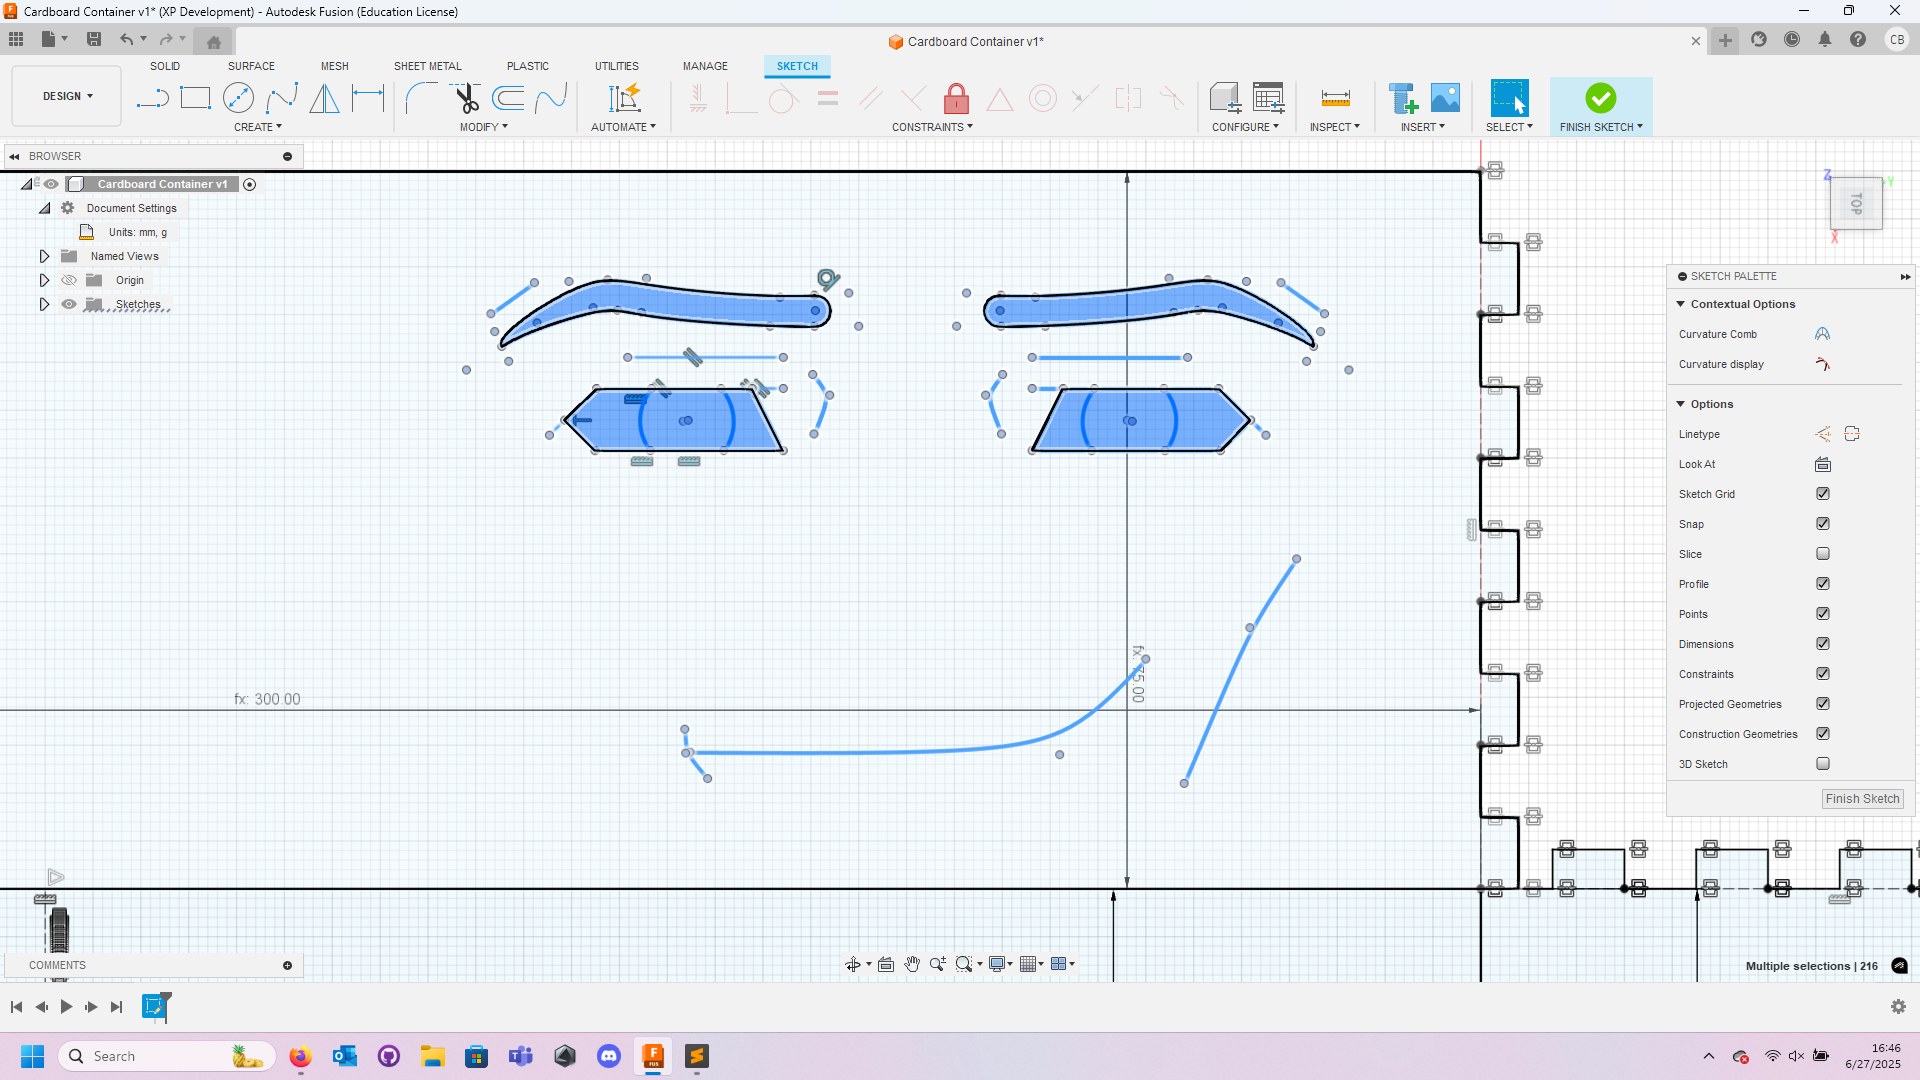 Cardboard Container v1* (XP Development) - Autodesk Fusion (Education License)
Cardboard Container v1*
CB
SOLID SURFACE MESH SHEET METAL PLASTIC UTILITIES MANAGE SKETCH
DESIGN
CREATE MODIFY AUTOMATE CONSTRAINTS CONFIGURE INSPECT INSERT SELECT FINISH SKETCH
BROWSER
Cardboard Container v1
Document Settings
Units: mm, g
Named Views
Origin
Sketches
Z
Y
TOP
X
SKETCH PALETTE
Contextual Options
Curvature Comb
Curvature display
Options
Linetype
Look At
Sketch Grid
Snap
Slice
Profile
Points
Dimensions
Constraints
Projected Geometries
Construction Geometries
3D Sketch
Finish Sketch
fx: 300.00
COMMENTS
Multiple selections | 216
Search
F
FUS
16:46
6/27/2025